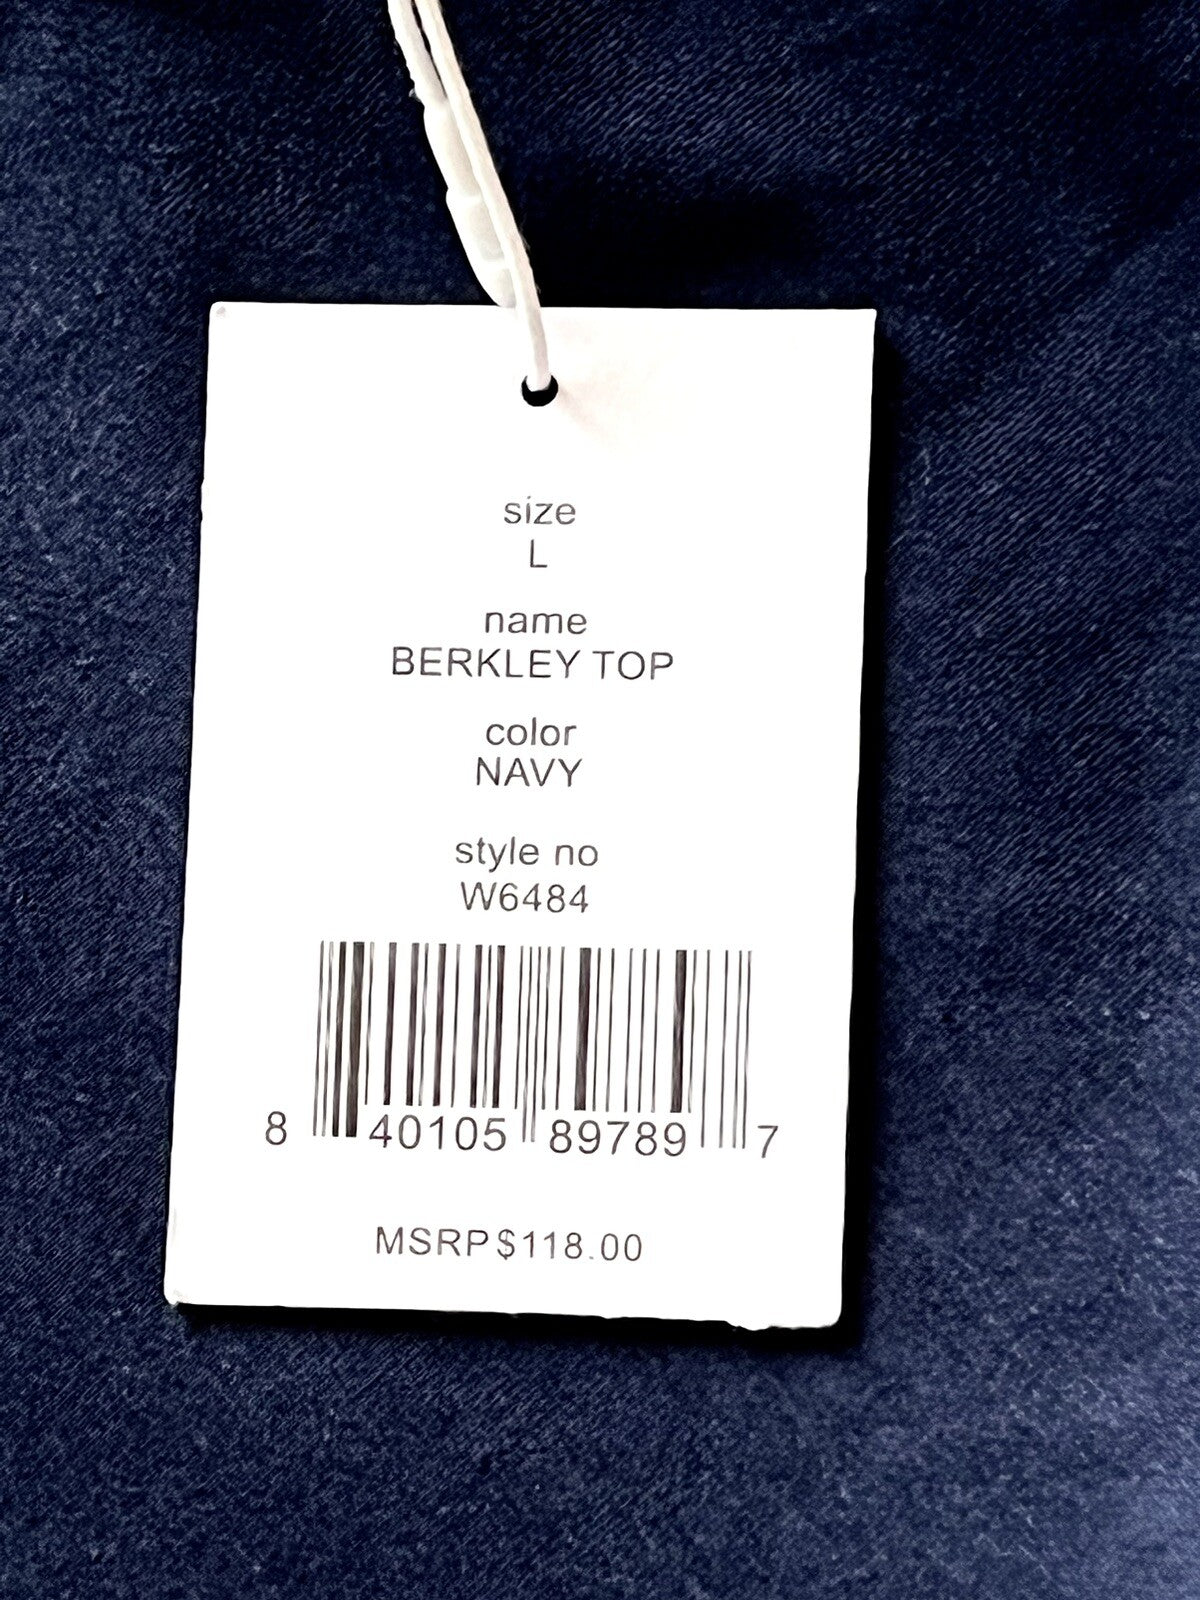 size
L
name
BERKLEY TOP
color
NAVY
style no
W6484
8 40105 89789 7
MSRP $118.00